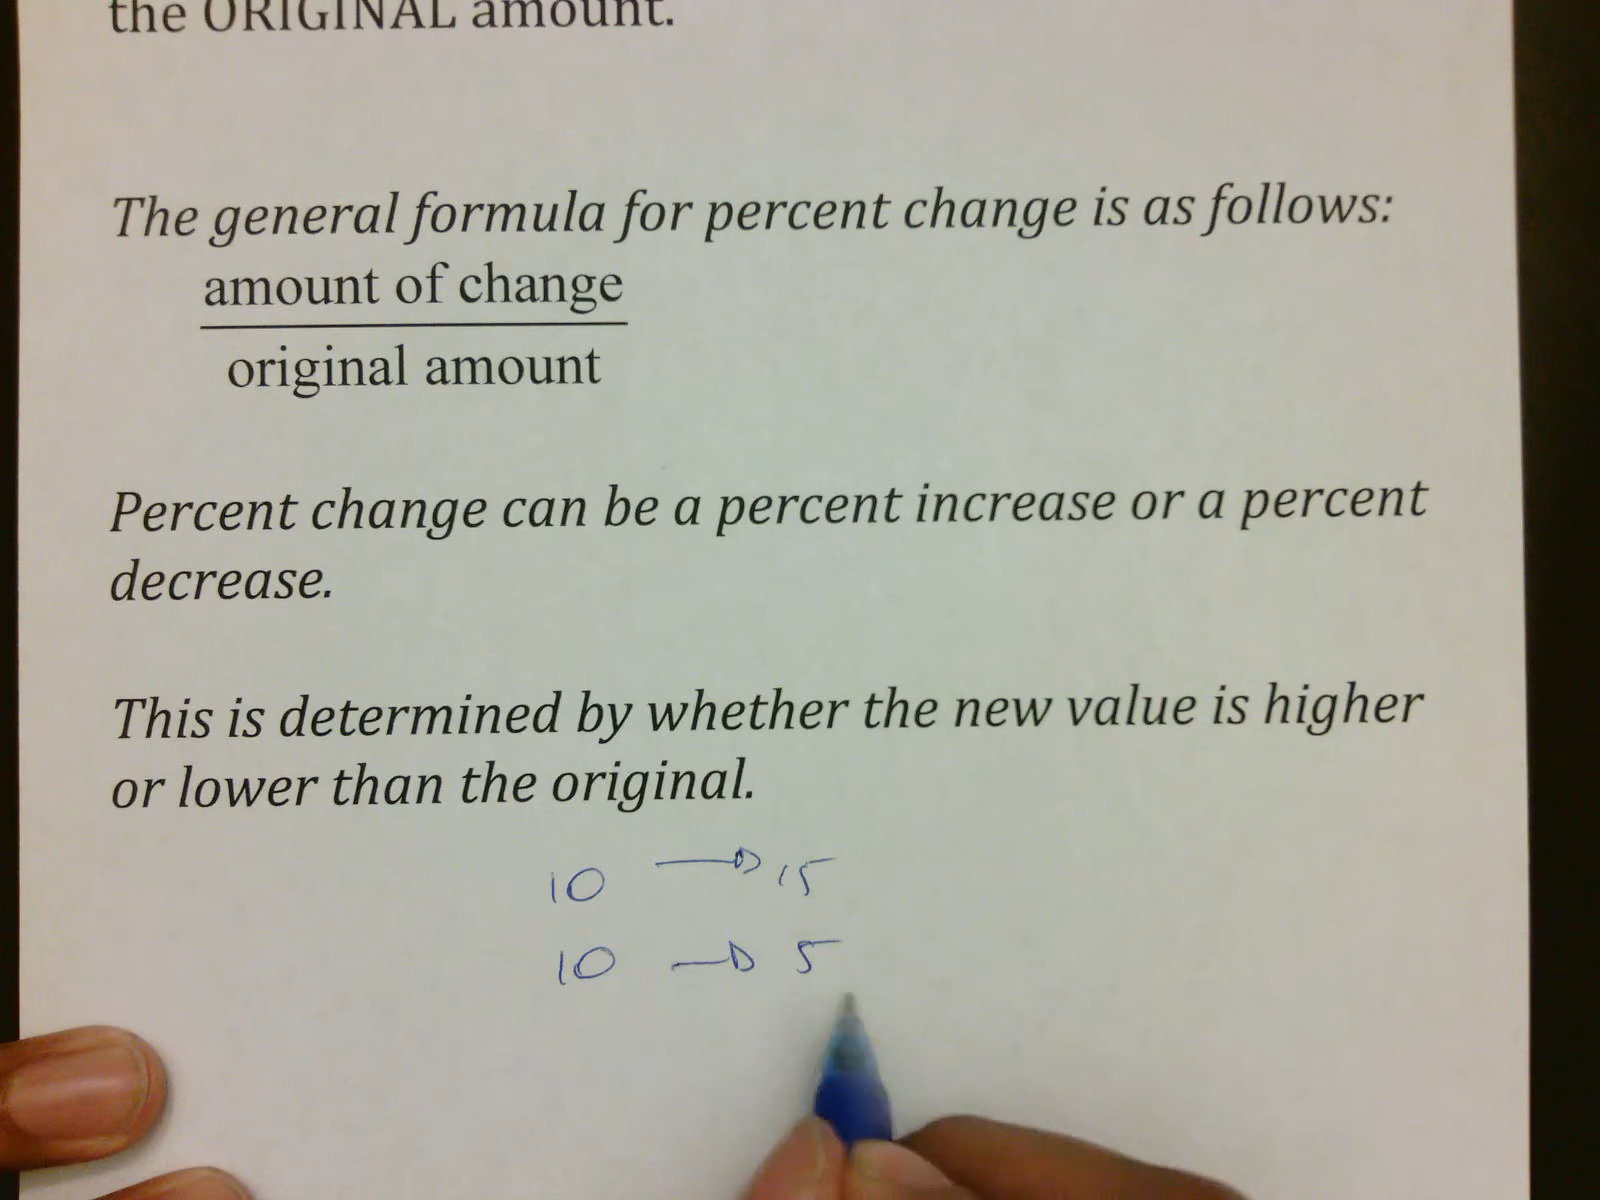 the ORIGINAL amount.
The general formula for percent change is as follows:
amount of change
original amount
Percent change can be a percent increase or a percent
decrease.
This is determined by whether the new value is higher
or lower than the original.
10 → 15
10 → 5